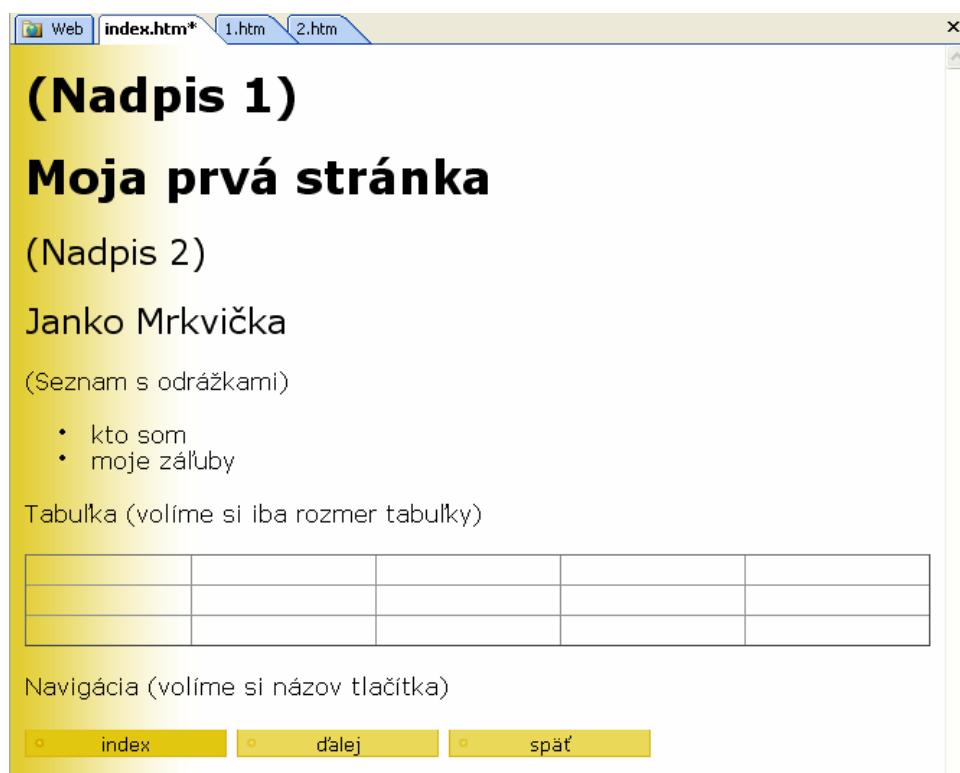 Web index.htm* 1.htm 2.htm
(Nadpis 1)
Moja prvá stránka
(Nadpis 2)
Janko Mrkvička
(Seznam s odrážkami)
• kto som
• moje záľuby
Tabuľka (volíme si iba rozmer tabuľky)
Navigácia (volíme si názov tlačítka)
index ďalej späť